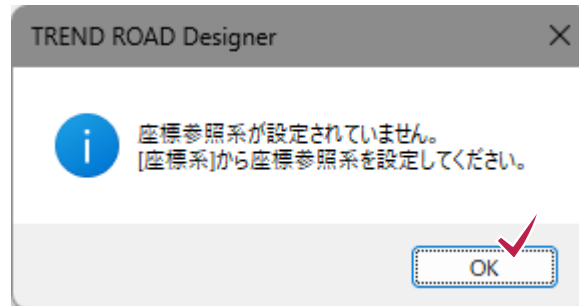 TREND ROAD Designer
座標参照系が設定されていません。
[座標系]から座標参照系を設定してください。
OK